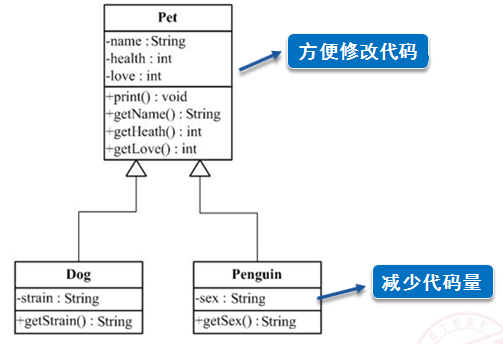 Pet
-name : String
-health : int
-love : int
+print() : void
+getName() : String
+getHeath() : int
+getLove() : int
方便修改代码
Dog
-strain : String
+getStrain() : String
Penguin
-sex : String
+getSex() : String
减少代码量